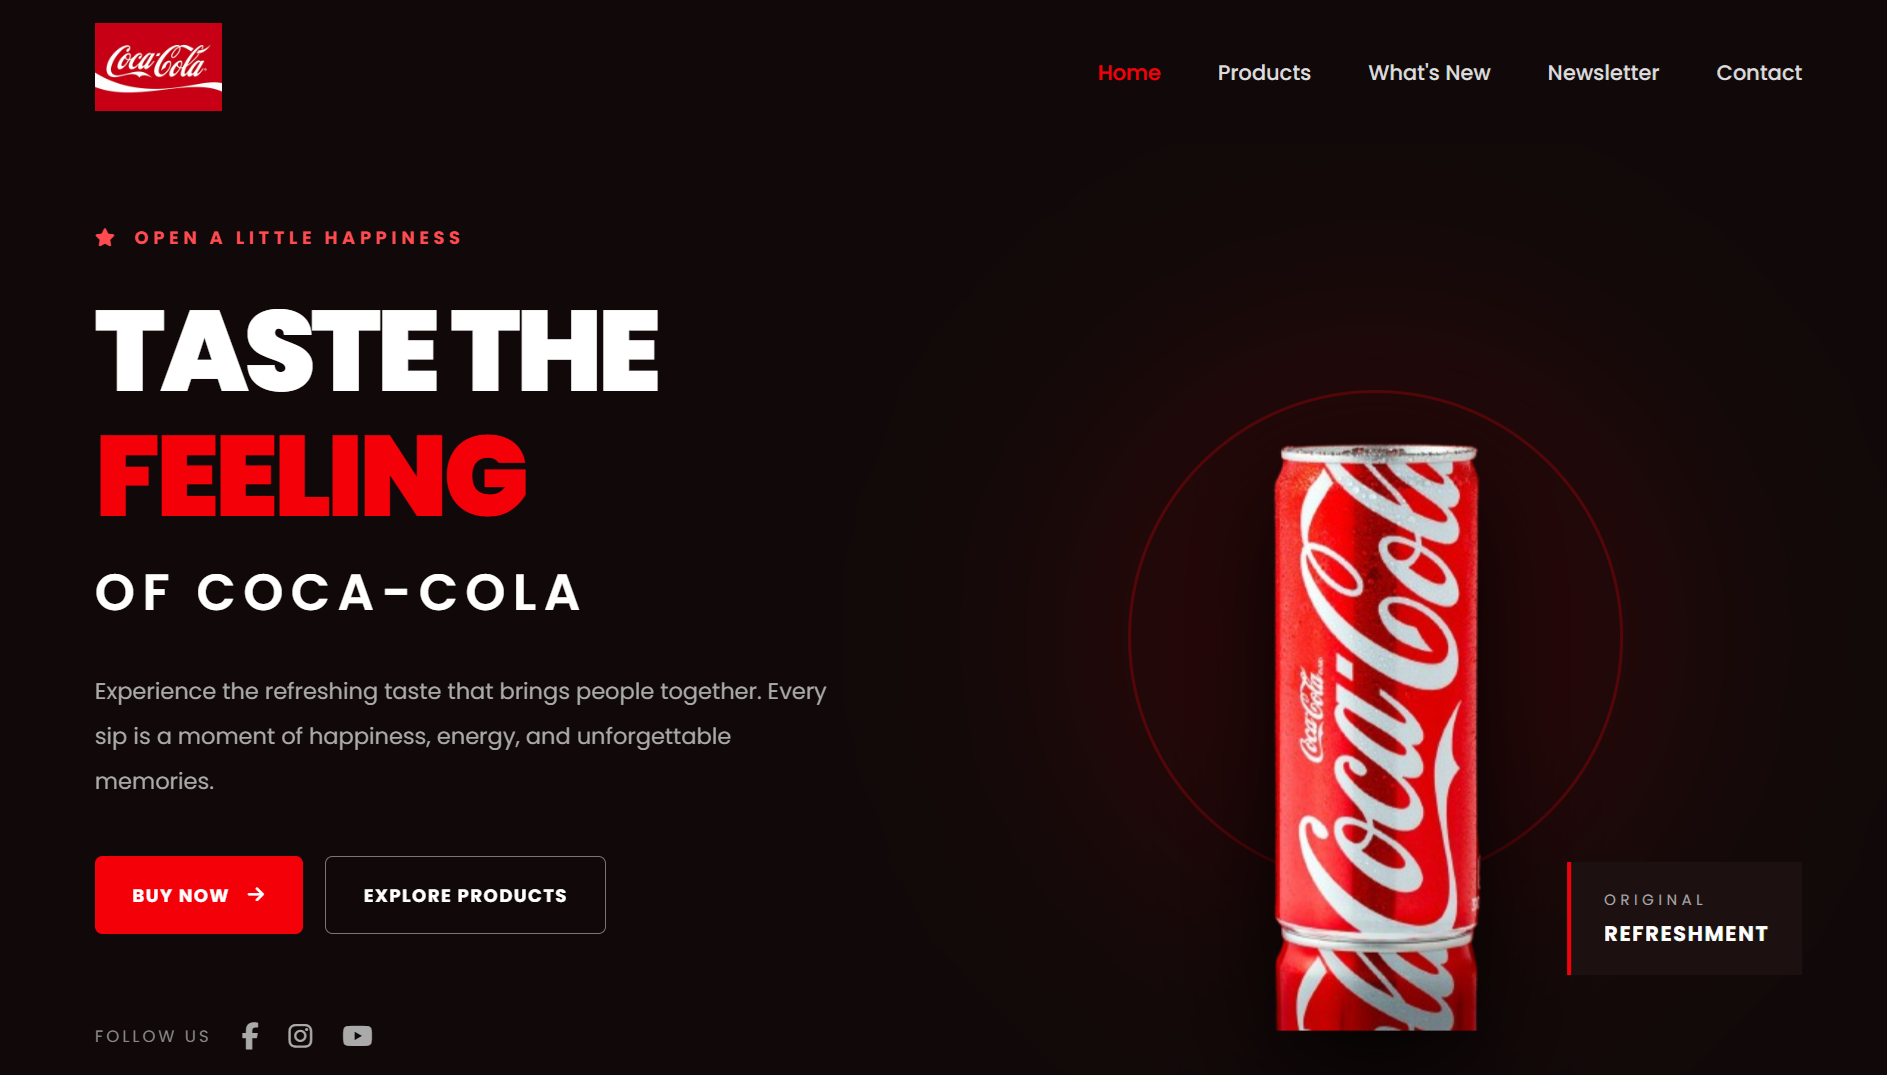 Coca-Cola
Home
Products
What's New
Newsletter
Contact
OPEN A LITTLE HAPPINESS
TASTE THE
FEELING
OF COCA-COLA
Experience the refreshing taste that brings people together. Every
sip is a moment of happiness, energy, and unforgettable
memories.
BUY NOW
EXPLORE PRODUCTS
FOLLOW US
Coca-Cola
Coca-Cola
ORIGINAL
REFRESHMENT